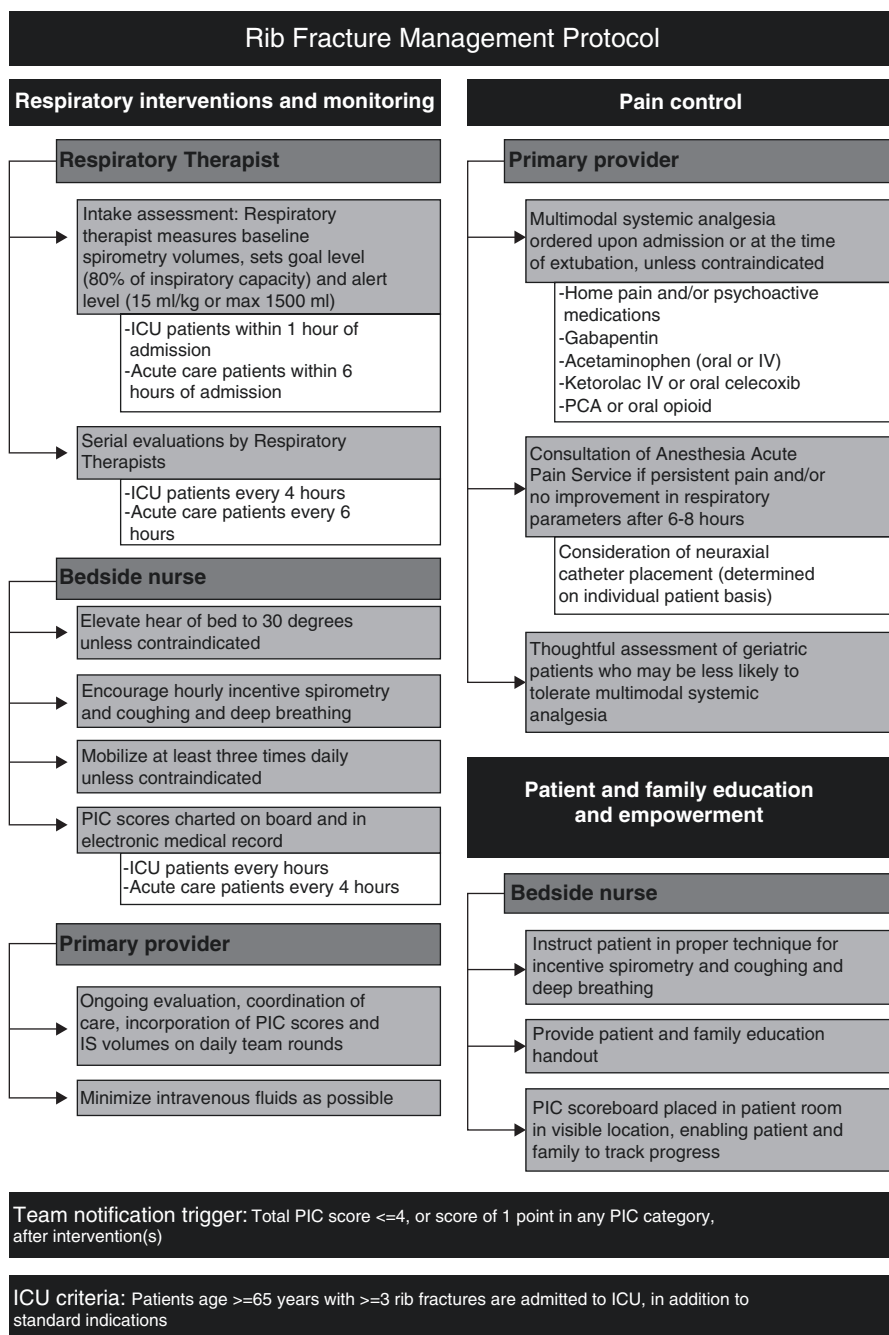 Rib Fracture Management Protocol
Respiratory interventions and monitoring
Respiratory Therapist
Intake assessment: Respiratory
therapist measures baseline
spirometry volumes, sets goal level
(80% of inspiratory capacity) and alert
level (15 ml/kg or max 1500 ml)
-ICU patients within 1 hour of
admission
-Acute care patients within 6
hours of admission
Serial evaluations by Respiratory
Therapists
-ICU patients every 4 hours
-Acute care patients every 6
hours
Bedside nurse
Elevate hear of bed to 30 degrees
unless contraindicated
Encourage hourly incentive spirometry
and coughing and deep breathing
Mobilize at least three times daily
unless contraindicated
PIC scores charted on board and in
electronic medical record
-ICU patients every hours
-Acute care patients every 4 hours
Primary provider
Ongoing evaluation, coordination of
care, incorporation of PIC scores and
IS volumes on daily team rounds
Minimize intravenous fluids as possible
Pain control
Primary provider
Multimodal systemic analgesia
ordered upon admission or at the time
of extubation, unless contraindicated
-Home pain and/or psychoactive
medications
-Gabapentin
-Acetaminophen (oral or IV)
-Ketorolac IV or oral celecoxib
-PCA or oral opioid
Consultation of Anesthesia Acute
Pain Service if persistent pain and/or
no improvement in respiratory
parameters after 6-8 hours
Consideration of neuraxial
catheter placement (determined
on individual patient basis)
Thoughtful assessment of geriatric
patients who may be less likely to
tolerate multimodal systemic
analgesia
Patient and family education
and empowerment
Bedside nurse
Instruct patient in proper technique for
incentive spirometry and coughing and
deep breathing
Provide patient and family education
handout
PIC scoreboard placed in patient room
in visible location, enabling patient and
family to track progress
Team notification trigger: Total PIC score <=4, or score of 1 point in any PIC category,
after intervention(s)
ICU criteria: Patients age >=65 years with >=3 rib fractures are admitted to ICU, in addition to
standard indications